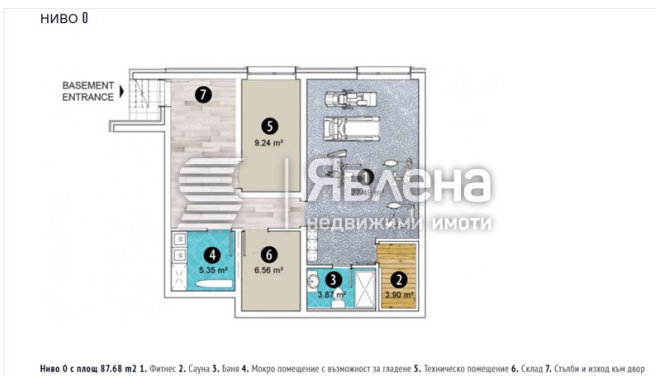 НИВО 0
BASEMENT
ENTRANCE
7
5
9.24 m²
1
Явлена
недвижими имоти
4
5.35 m²
6
6.56 m²
3
3.87 m²
2
3.90 m²
Ниво 0 с площ 87.68 m2 1. Фитнес 2. Сауна 3. Баня 4. Мокро помещение с възможност за гладене 5. Техническо помещение 6. Склад 7. Стълби и изход към двор